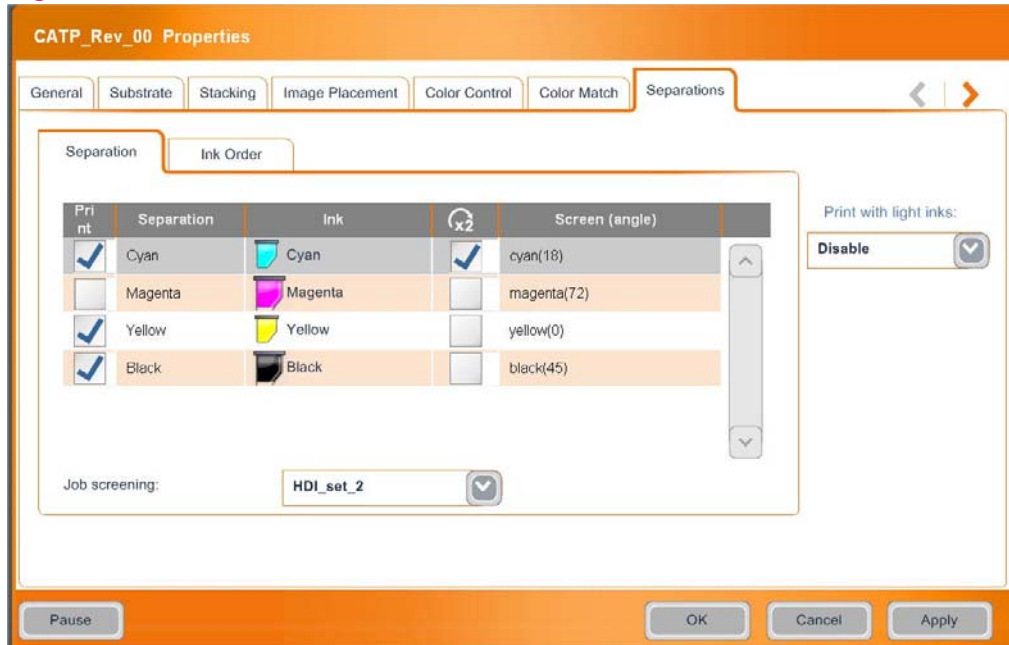 CATP_Rev_00 Properties
General Substrate Stacking Image Placement Color Control Color Match Separations
Separation Ink Order
Pri
nt Separation Ink x2 Screen (angle)
Print with light inks:
Cyan Cyan cyan(18)
Disable
Magenta Magenta magenta(72)
Yellow Yellow yellow(0)
Black Black black(45)
Job screening: HDI_set_2
Pause OK Cancel Apply